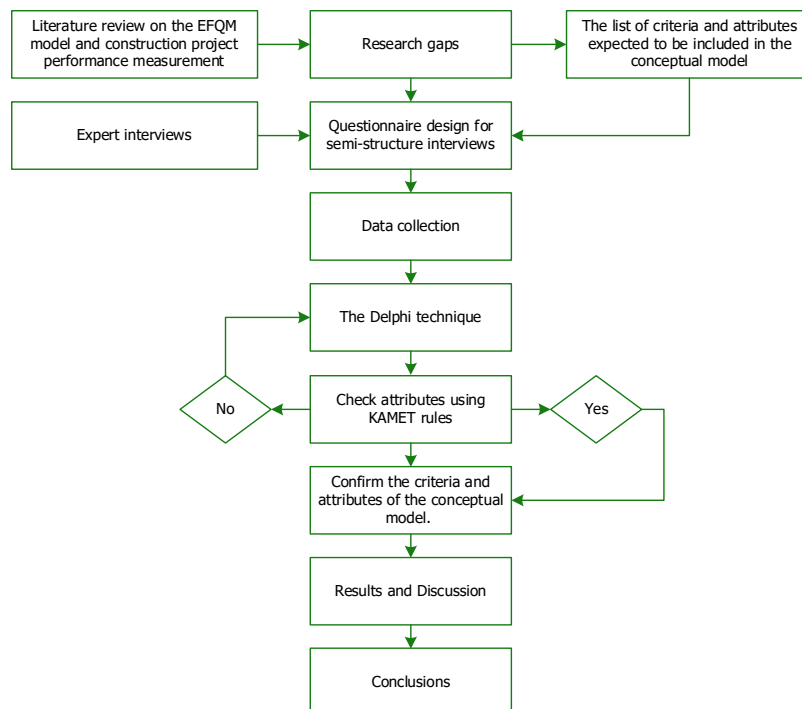 Literature review on the EFQM
model and construction project
performance measurement
Research gaps
The list of criteria and attributes
expected to be included in the
conceptual model
Expert interviews
Questionnaire design for
semi-structure interviews
Data collection
The Delphi technique
No
Check attributes using
KAMET rules
Yes
Confirm the criteria and
attributes of the conceptual
model.
Results and Discussion
Conclusions